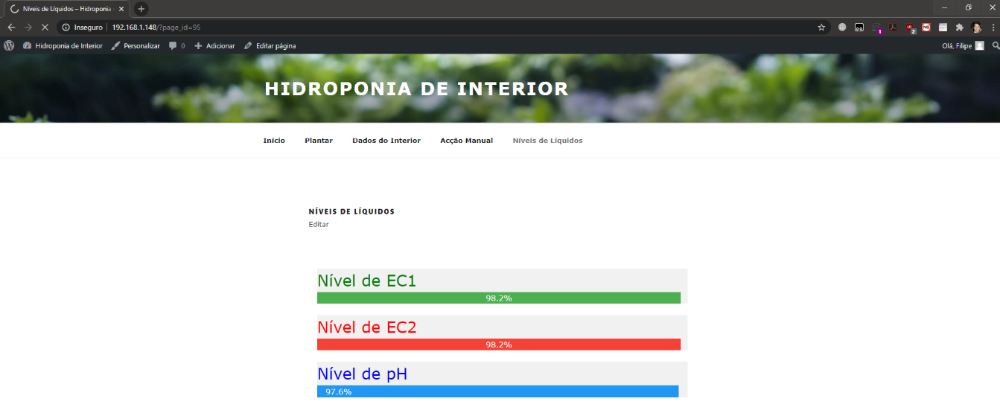 Níveis de Líquidos – Hidroponia
Inseguro 192.168.1.148/?page_id=95
1
2
Hidroponia de Interior Personalizar 0 Adicionar Editar página Olá, Filipe
HIDROPONIA DE INTERIOR
Início Plantar Dados do Interior Acção Manual Níveis de Líquidos
NÍVEIS DE LÍQUIDOS
Editar
Nível de EC1
98.2%
Nível de EC2
98.2%
Nível de pH
97.6%